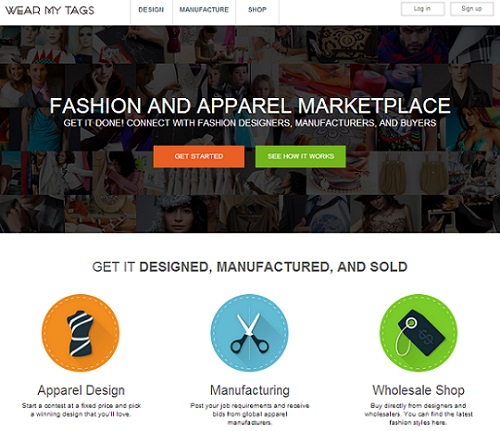 WEAR MY TAGS
DESIGN
MANUFACTURE
SHOP
Log in
Sign up
FASHION AND APPAREL MARKETPLACE
GET IT DONE! CONNECT WITH FASHION DESIGNERS, MANUFACTURERS, AND BUYERS
GET STARTED
SEE HOW IT WORKS
GET IT DESIGNED, MANUFACTURED, AND SOLD
Apparel Design
Start a contest at a fixed price and pick
a winning design that you'll love.
Manufacturing
Post your job requirements and receive
bids from global apparel
manufacturers.
$
Wholesale Shop
Buy directly from designers and
wholesalers. You can find the latest
fashion styles here.